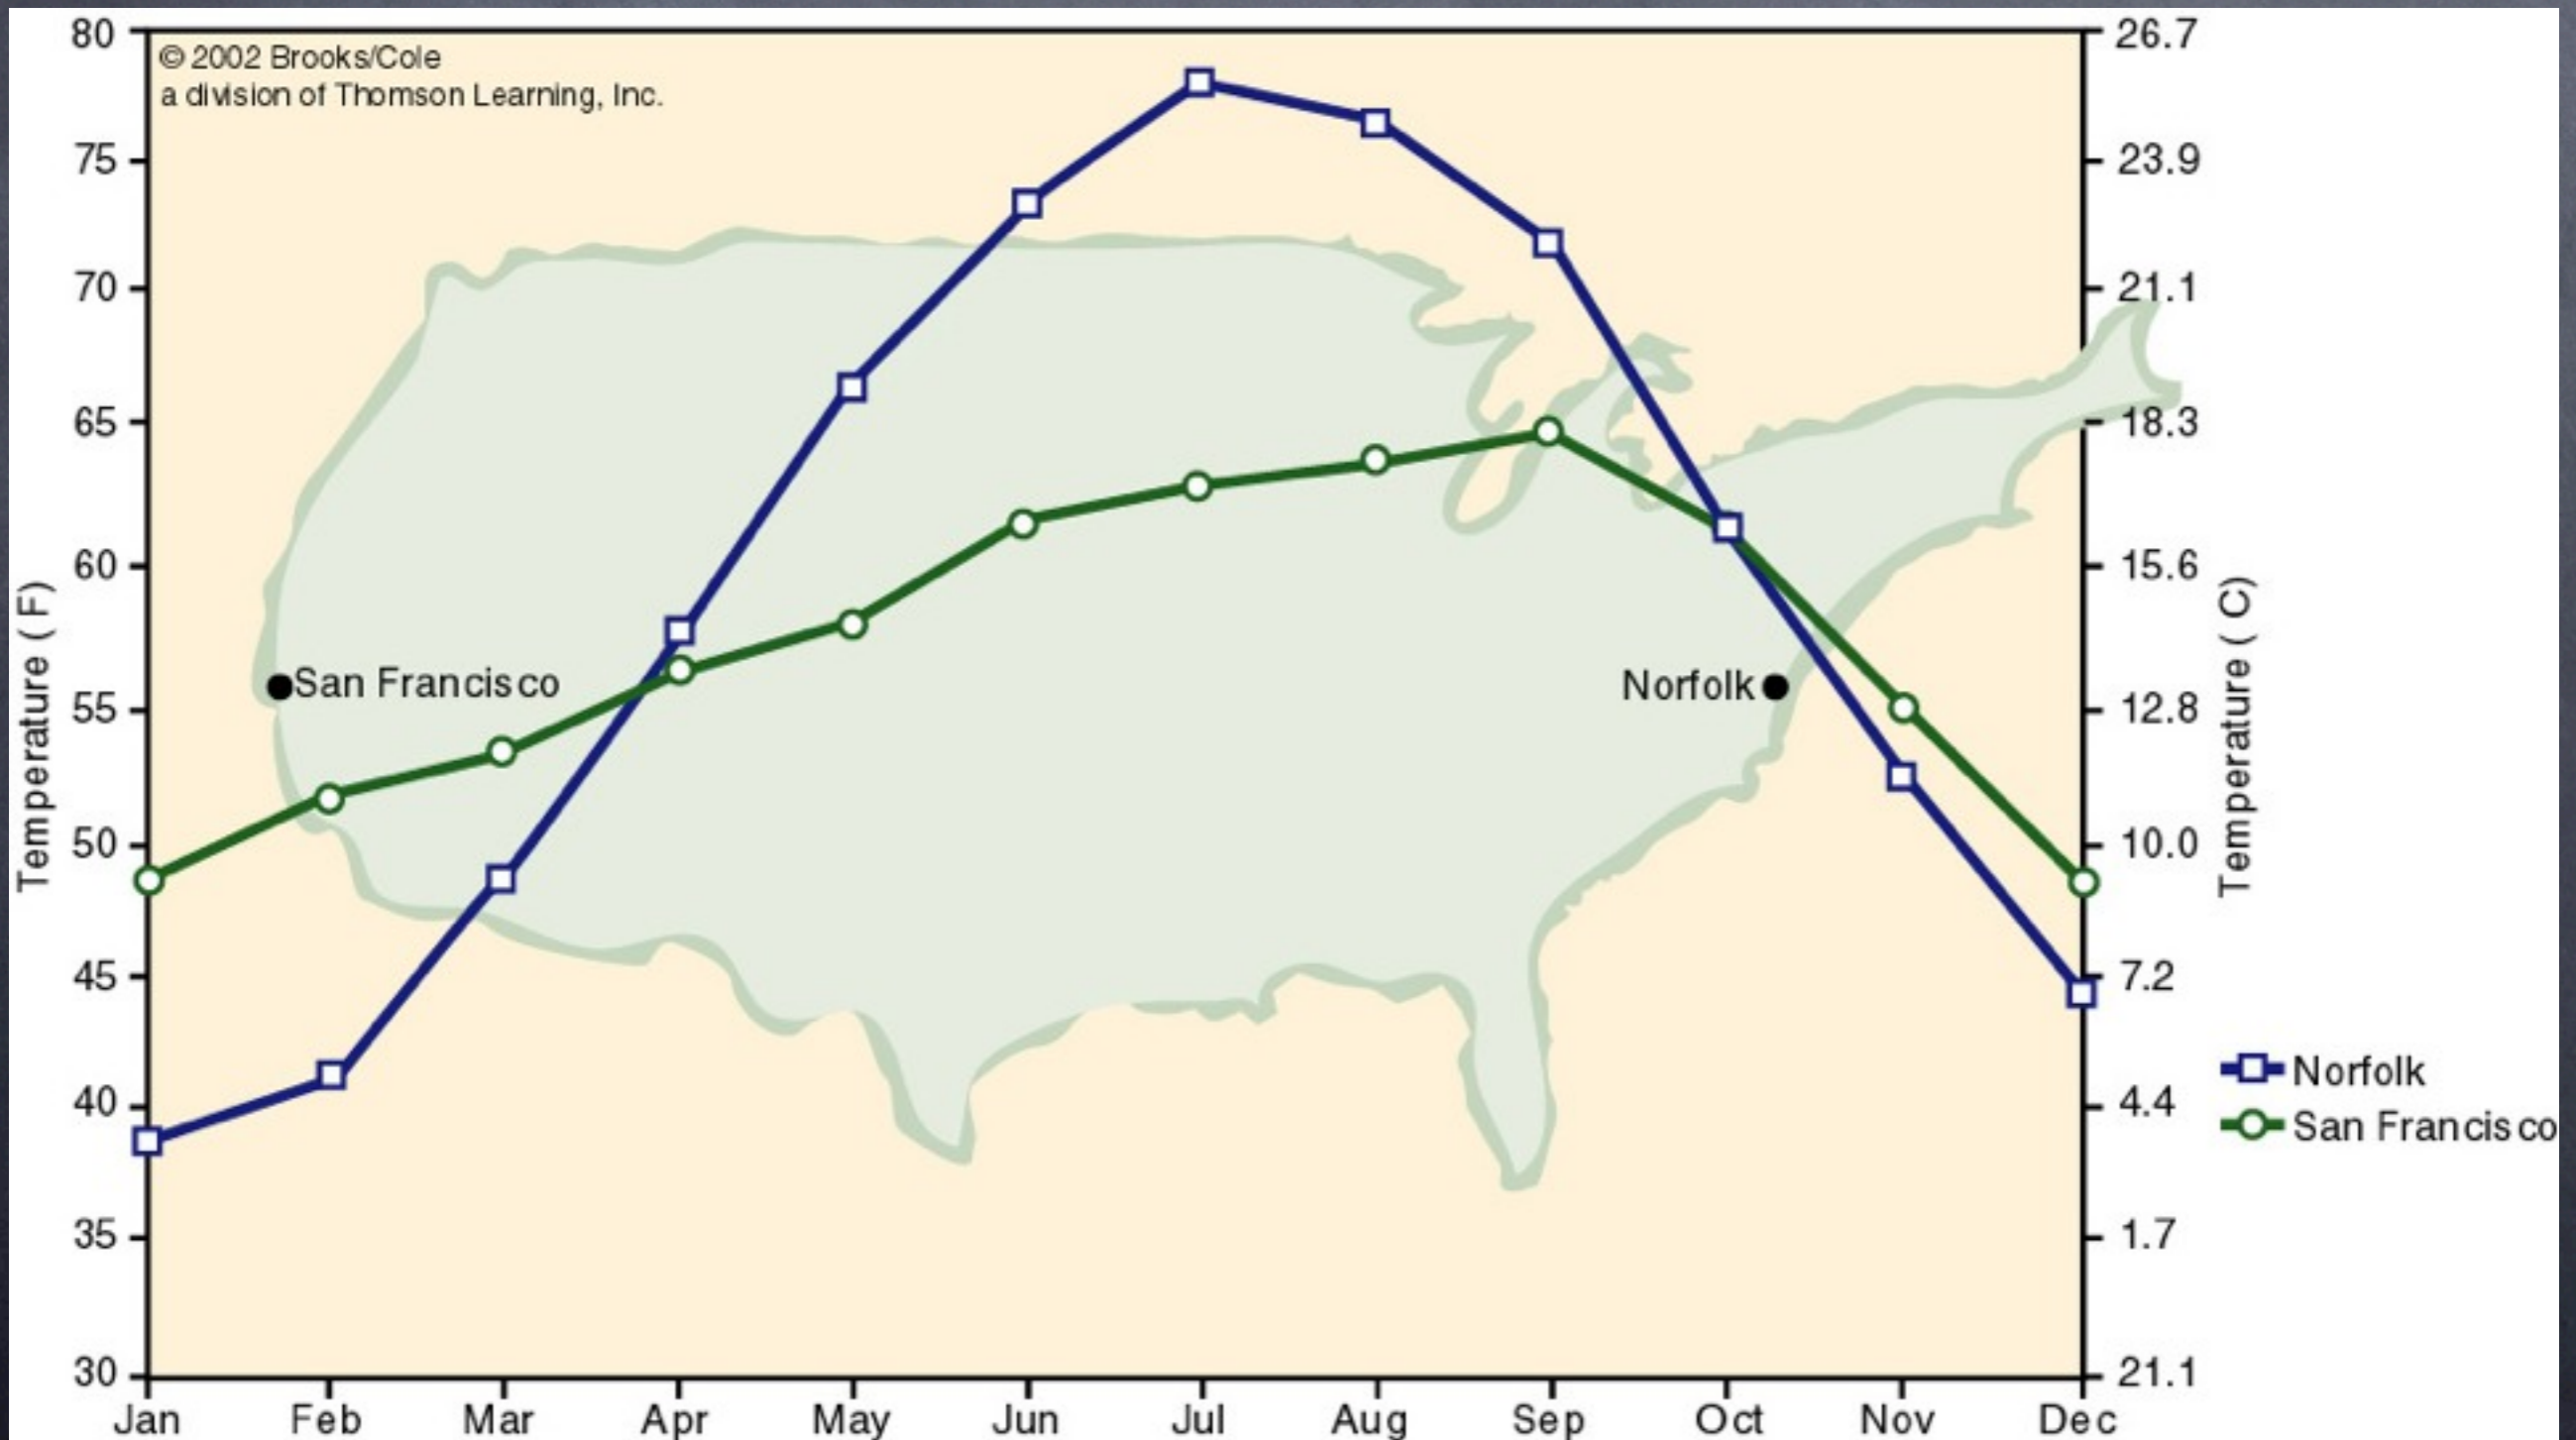 © 2002 Brooks/Cole
a division of Thomson Learning, Inc.
80
75
70
65
60
55
50
45
40
35
30
Temperature ( F)
26.7
23.9
21.1
18.3
15.6
12.8
10.0
7.2
4.4
1.7
21.1
Temperature ( C)
San Francisco
Norfolk
Norfolk
San Francisco
Jan Feb Mar Apr May Jun Jul Aug Sep Oct Nov Dec